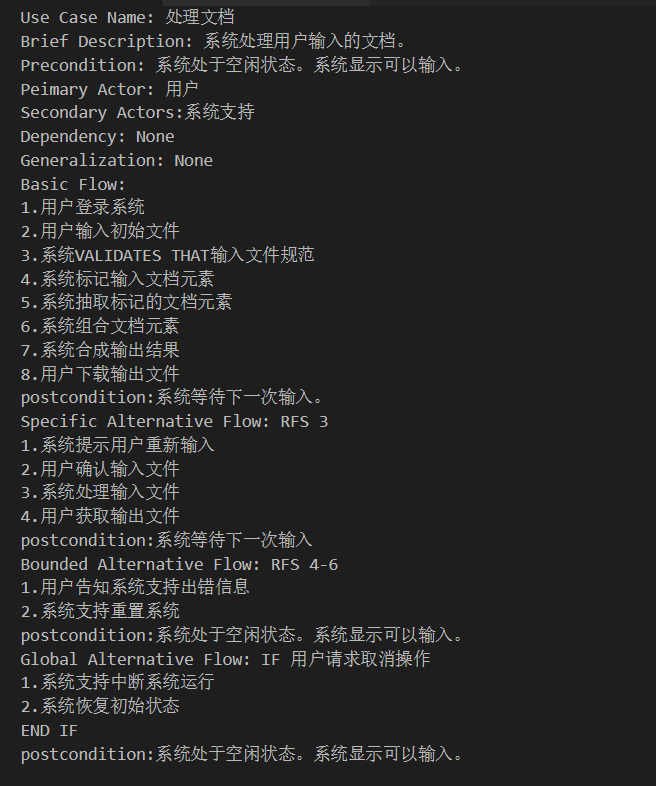 Use Case Name: 处理文档
Brief Description: 系统处理用户输入的文档。
Precondition: 系统处于空闲状态。系统显示可以输入。
Peimary Actor: 用户
Secondary Actors:系统支持
Dependency: None
Generalization: None
Basic Flow:
1.用户登录系统
2.用户输入初始文件
3.系统VALIDATES THAT输入文件规范
4.系统标记输入文档元素
5.系统抽取标记的文档元素
6.系统组合文档元素
7.系统合成输出结果
8.用户下载输出文件
postcondition:系统等待下一次输入。
Specific Alternative Flow: RFS 3
1.系统提示用户重新输入
2.用户确认输入文件
3.系统处理输入文件
4.用户获取输出文件
postcondition:系统等待下一次输入
Bounded Alternative Flow: RFS 4-6
1.用户告知系统支持出错信息
2.系统支持重置系统
postcondition:系统处于空闲状态。系统显示可以输入。
Global Alternative Flow: IF 用户请求取消操作
1.系统支持中断系统运行
2.系统恢复初始状态
END IF
postcondition:系统处于空闲状态。系统显示可以输入。